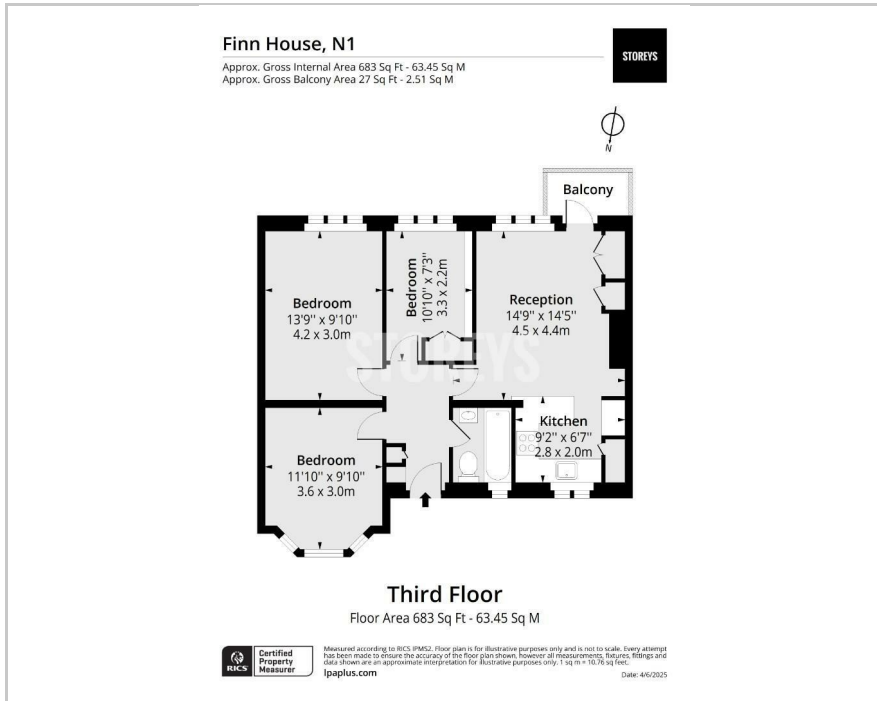 Finn House, N1
Approx. Gross Internal Area 683 Sq Ft - 63.45 Sq M
Approx. Gross Balcony Area 27 Sq Ft - 2.51 Sq M
STOREYS
N
Balcony
Bedroom
13'9" x 9'10"
4.2 x 3.0m
Bedroom
10'10" x 7'3"
3.3 x 2.2m
Reception
14'9" x 14'5"
4.5 x 4.4m
STOREYS
Kitchen
9'2" x 6'7"
2.8 x 2.0m
Bedroom
11'10" x 9'10"
3.6 x 3.0m
Third Floor
Floor Area 683 Sq Ft - 63.45 Sq M
RICS
Certified
Property
Measurer
Measured according to RICS IPMS2. Floor plan is for illustrative purposes only and is not to scale. Every attempt
has been made to ensure the accuracy of the floor plan shown, however all measurements, fixtures, fittings and
data shown are an approximate interpretation for illustrative purposes only. 1 sq m = 10.76 sq feet.
lpaplus.com
Date: 4/6/2025